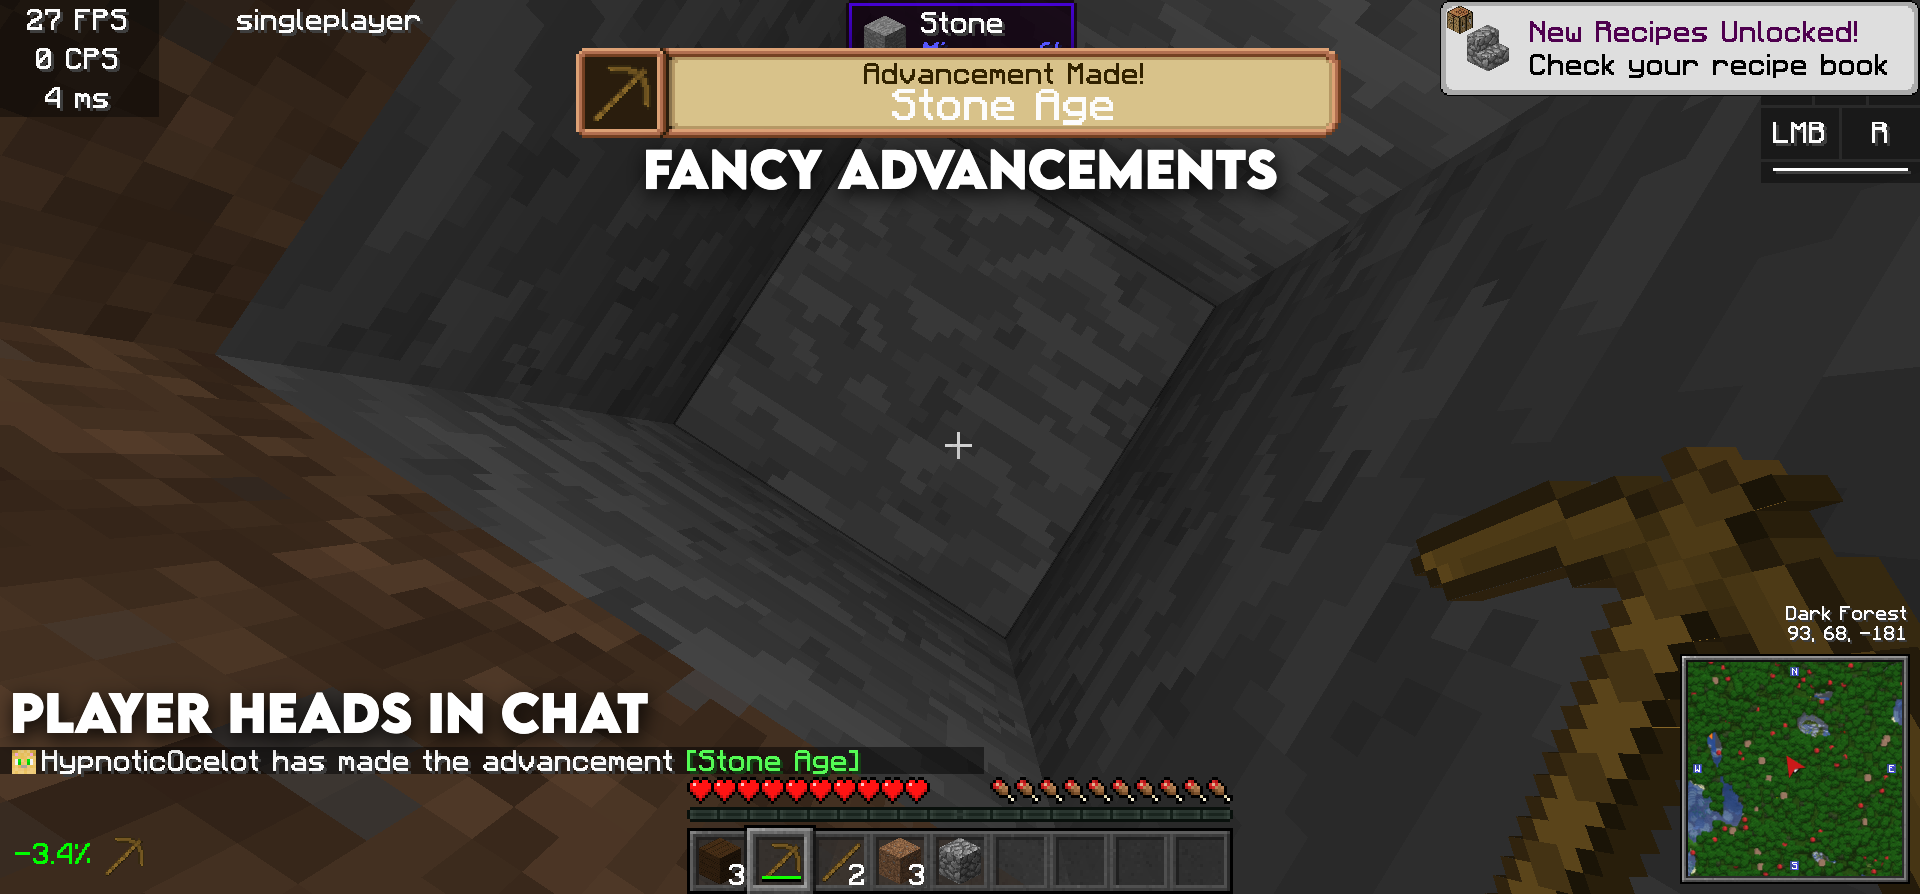 27 FPS
singleplayer
Stone
0 CPS
4 ms
Advancement Made!
Stone Age
New Recipes Unlocked!
Check your recipe book
LMB
R
FANCY ADVANCEMENTS
Dark Forest
93, 68, -181
N
W
E
S
PLAYER HEADS IN CHAT
HypnoticOcelot has made the advancement [Stone Age]
-3.4%
3
2
3